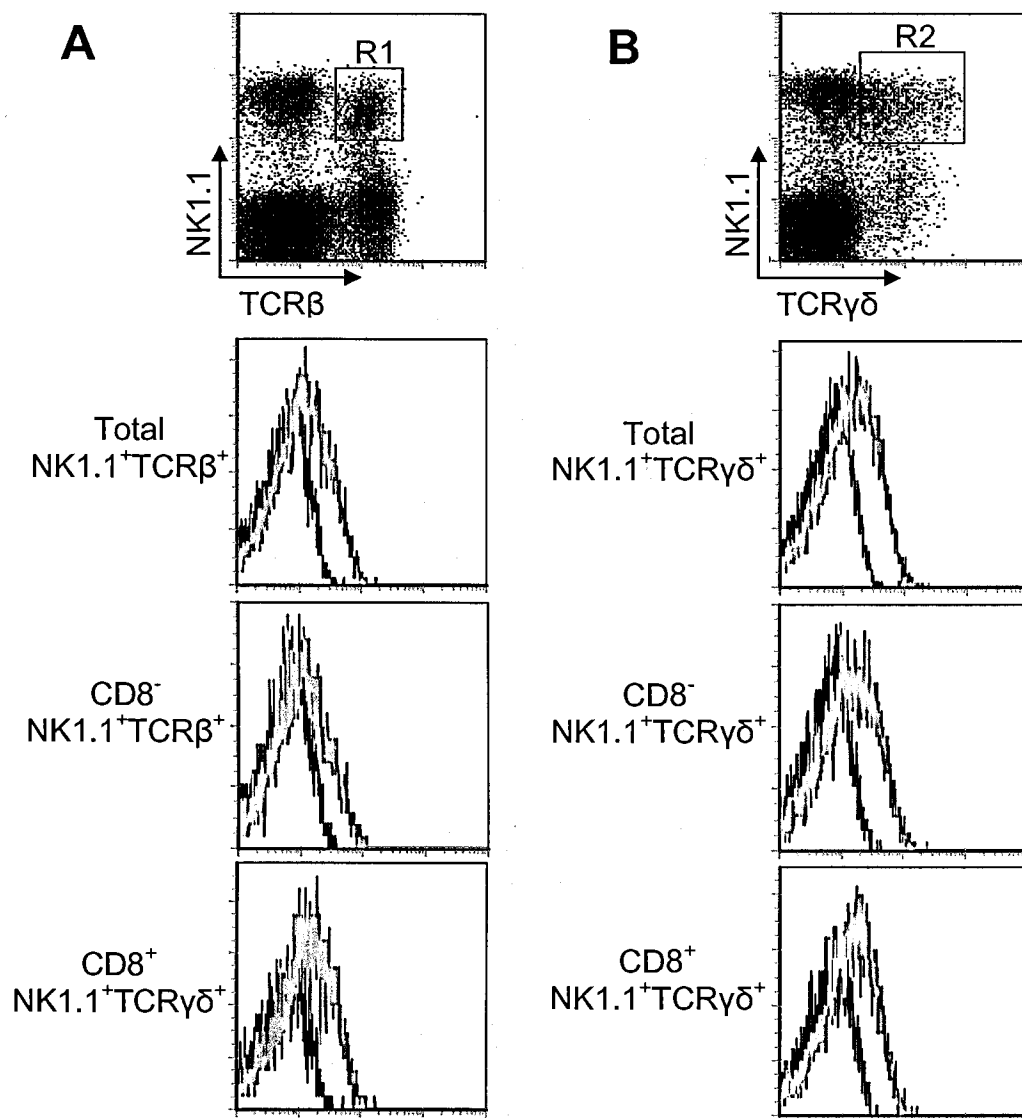 A
R1
NK1.1
TCRβ
Total
NK1.1⁺TCRβ⁺
CD8⁻
NK1.1⁺TCRβ⁺
CD8⁺
NK1.1⁺TCRγδ⁺
B
R2
NK1.1
TCRγδ
Total
NK1.1⁺TCRγδ⁺
CD8⁻
NK1.1⁺TCRγδ⁺
CD8⁺
NK1.1⁺TCRγδ⁺